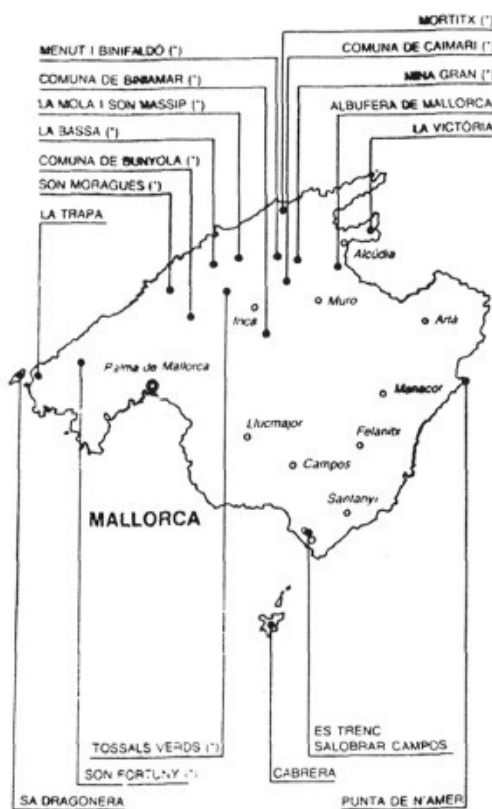 MORTITX (*)
MENUT I BINIFALDÓ (*)
COMUNA DE CAIMARI (*)
COMUNA DE BINIAMAR (*)
MINA GRAN (*)
LA MOLA I SON MASSIP (*)
ALBUFERA DE MALLORCA
LA BASSA (*)
LA VICTÒRIA
COMUNA DE BUNYOLA (*)
SON MORAGUES (*)
LA TRAPA
Alcúdia
Muro
Inca
Artà
Palma de Mallorca
Manacor
Llucmajor
Felanitx
Campos
Santanyí
MALLORCA
TOSSALS VERDS (*)
ES TRENC
SALOBRAR CAMPOS
SON FORTUNY (*)
CABRERA
SA DRAGONERA
PUNTA DE N'AMER